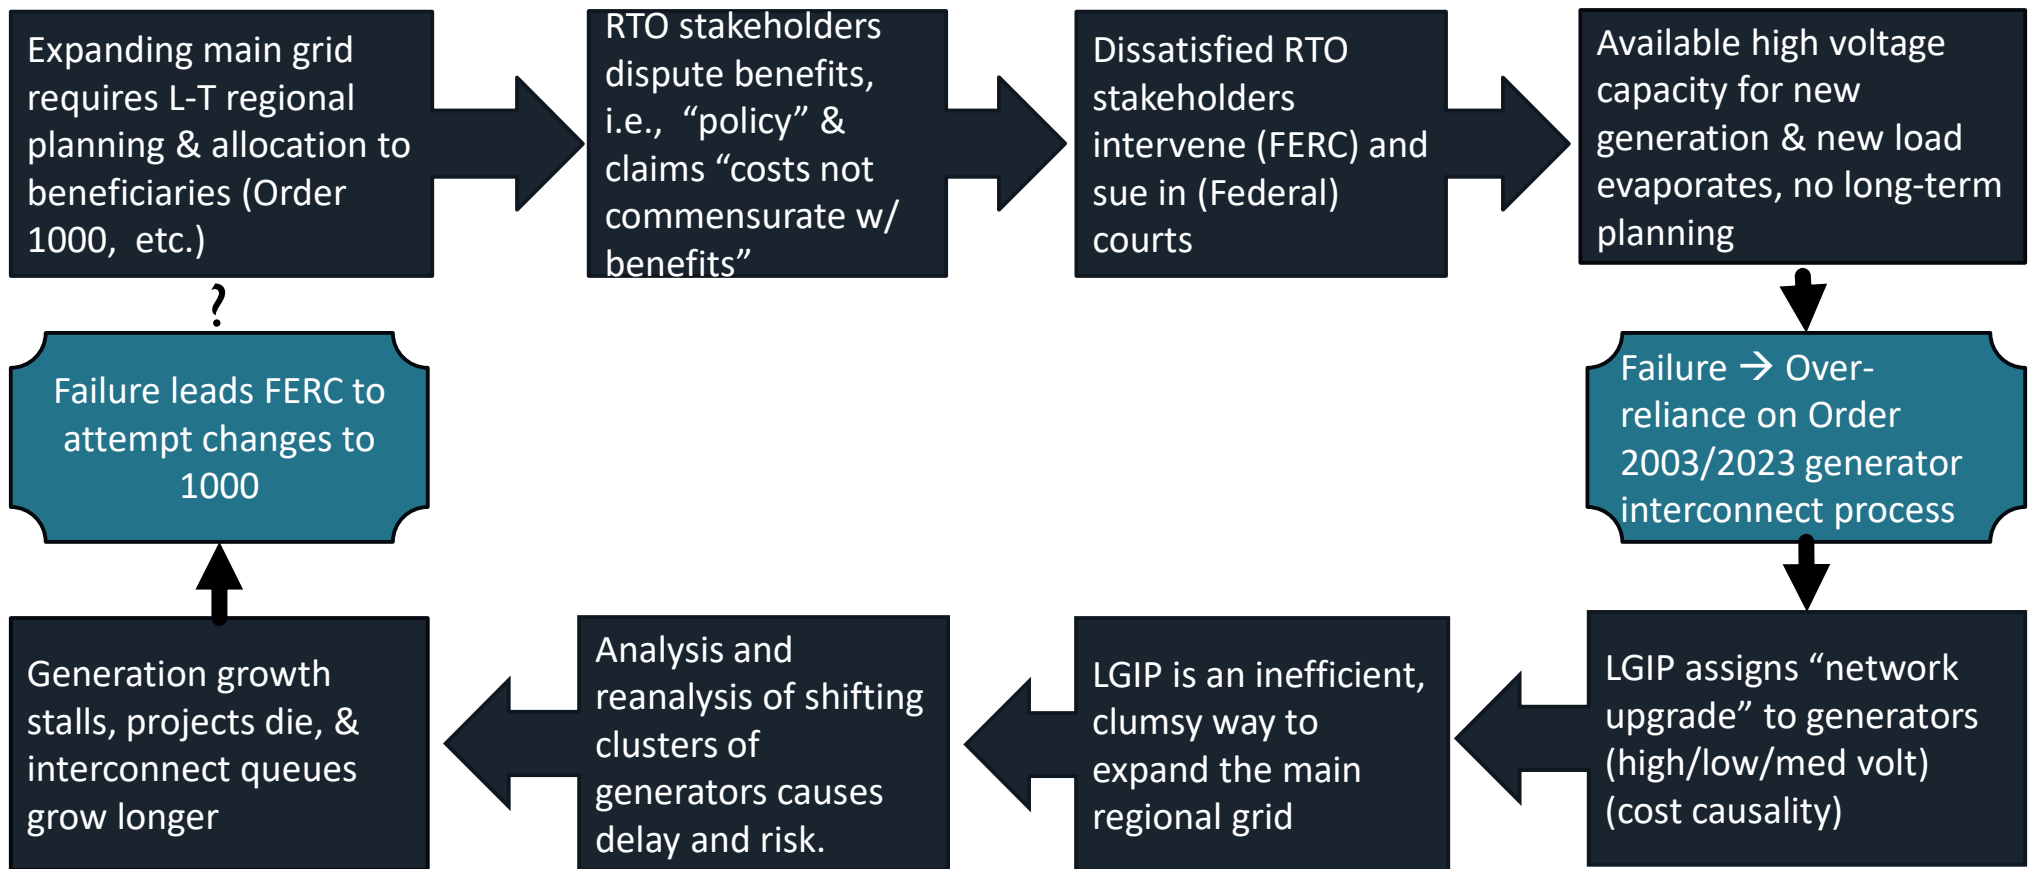 Expanding main grid
requires L-T regional
planning & allocation to
beneficiaries (Order
1000, etc.)
RTO stakeholders
dispute benefits,
i.e., “policy” &
claims “costs not
commensurate w/
benefits”
Dissatisfied RTO
stakeholders
intervene (FERC) and
sue in (Federal)
courts
Available high voltage
capacity for new
generation & new load
evaporates, no long-term
planning
Failure → Over-
reliance on Order
2003/2023 generator
interconnect process
LGIP assigns “network
upgrade” to generators
(high/low/med volt)
(cost causality)
LGIP is an inefficient,
clumsy way to
expand the main
regional grid
Analysis and
reanalysis of shifting
clusters of
generators causes
delay and risk.
Generation growth
stalls, projects die, &
interconnect queues
grow longer
Failure leads FERC to
attempt changes to
1000
?